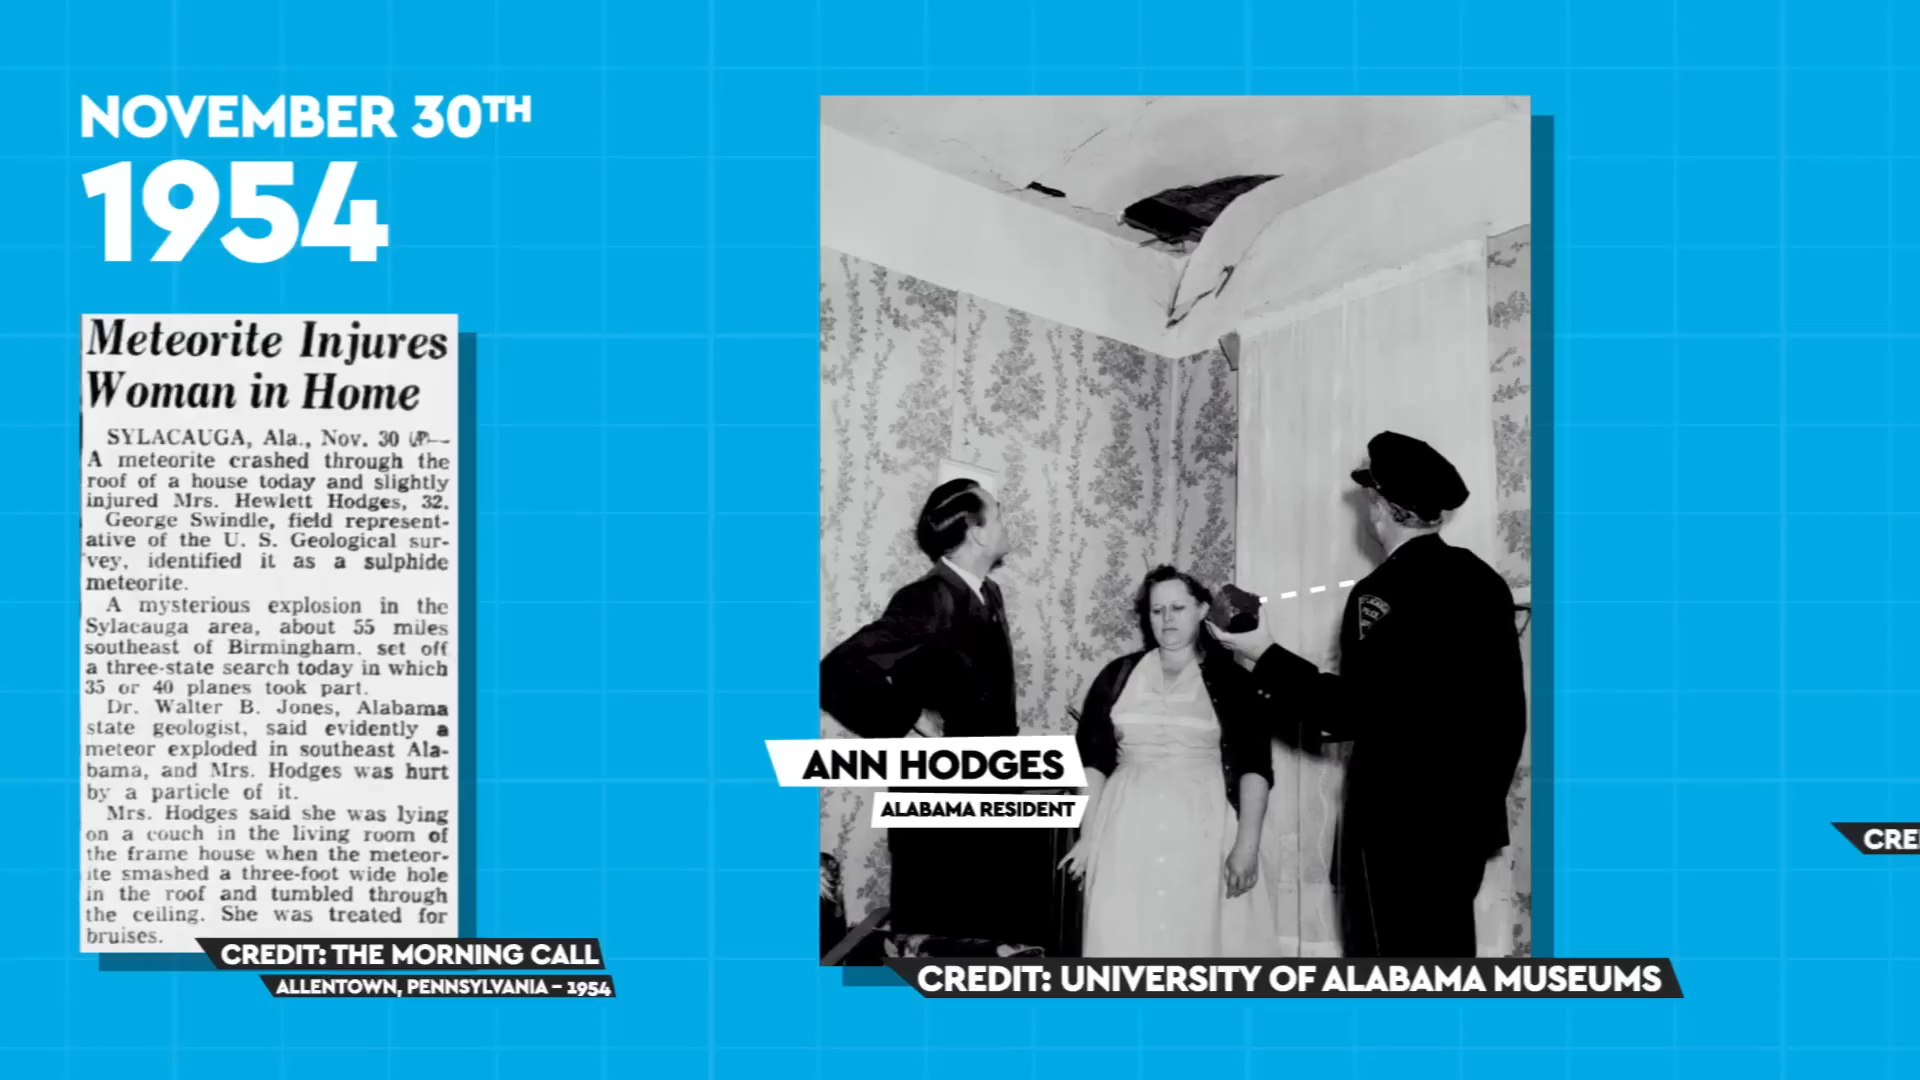 NOVEMBER 30TH
1954
Meteorite Injures
Woman in Home
SYLACAUGA, Ala., Nov. 30 (AP)—
A meteorite crashed through the
roof of a house today and slightly
injured Mrs. Hewlett Hodges, 32.
George Swindle, field represent-
ative of the U. S. Geological sur-
vey, identified it as a sulphide
meteorite.
A mysterious explosion in the
Sylacauga area, about 55 miles
southeast of Birmingham, set off
a three-state search today in which
35 or 40 planes took part.
Dr. Walter B. Jones, Alabama
state geologist, said evidently a
meteor exploded in southeast Ala-
bama, and Mrs. Hodges was hurt
by a particle of it.
Mrs. Hodges said she was lying
on a couch in the living room of
the frame house when the meteor-
ite smashed a three-foot wide hole
in the roof and tumbled through
the ceiling. She was treated for
bruises.
CREDIT: THE MORNING CALL
ALLENTOWN, PENNSYLVANIA – 1954
ANN HODGES
ALABAMA RESIDENT
CREDIT: UNIVERSITY OF ALABAMA MUSEUMS